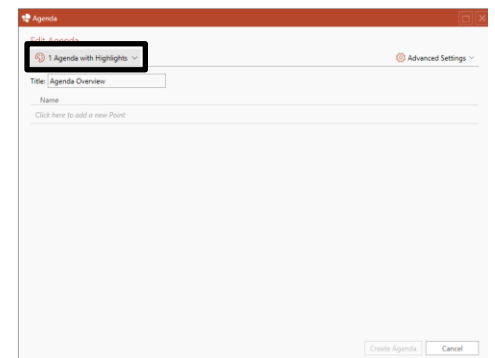 Agenda
Edit Agenda
1 Agenda with Highlights
Advanced Settings
Title: Agenda Overview
Name
Click here to add a new Point
Create Agenda
Cancel